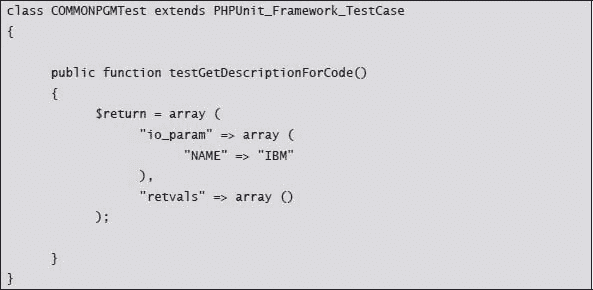 class COMMONPGMTest extends PHPUnit_Framework_TestCase
{
public function testGetDescriptionForCode()
{
$return = array (
"io_param" => array (
"NAME" => "IBM"
),
"retvals" => array ()
);
}
}